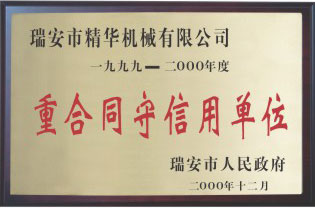 瑞安市精华机械有限公司
一九九九—二000年度
重合同守信用单位
瑞安市人民政府
二000年十二月